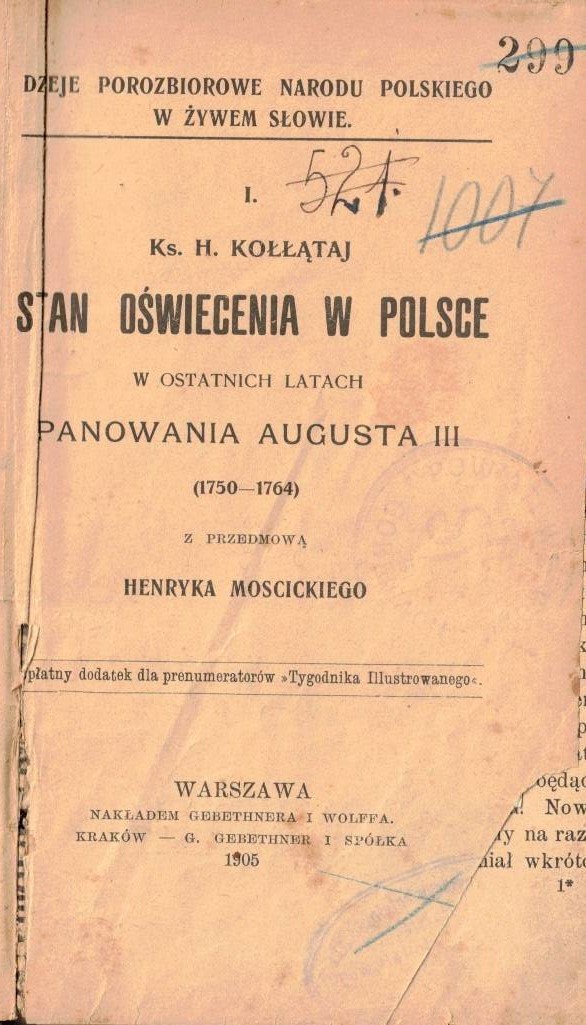 299
DZIEJE POROZBIOROWE NARODU POLSKIEGO
W ŻYWEM SŁOWIE.
I.
521.
1007
Ks. H. KOŁŁĄTAJ
STAN OŚWIECENIA W POLSCE
W OSTATNICH LATACH
PANOWANIA AUGUSTA III
(1750—1764)
Z PRZEDMOWĄ
HENRYKA MOSCICKIEGO
płatny dodatek dla prenumeratorów »Tygodnika Illustrowanego«.
WARSZAWA
NAKŁADEM GEBETHNERA I WOLFFA.
KRAKÓW — G. GEBETHNER I SPÓŁKA
1905
będąc
Now
na raz
wkrótc
1*